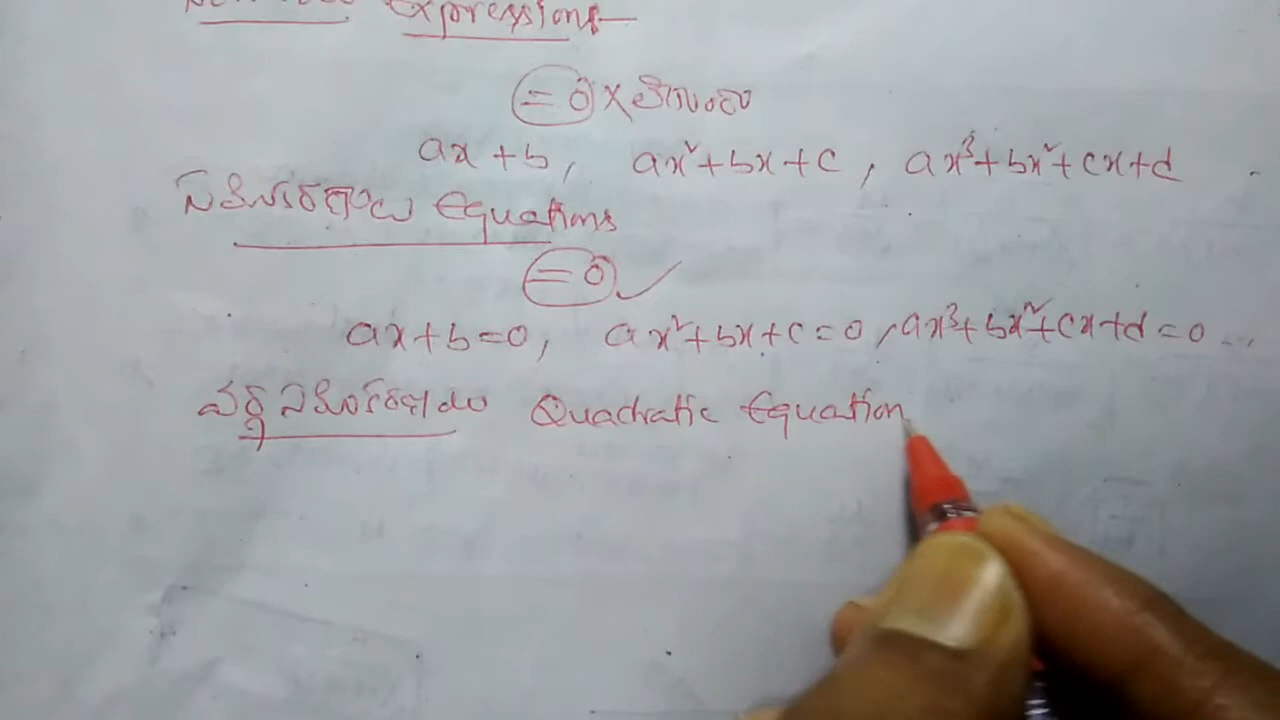 Expressions
= 0 × లేకుండా
ax + b, ax² + bx + c, ax³ + bx² + cx + d
సమీకరణాలు Equations
= 0 ✓
ax + b = 0, ax² + bx + c = 0, ax³ + bx² + cx + d = 0 ...
వర్గ సమీకరణాలు Quadratic Equation